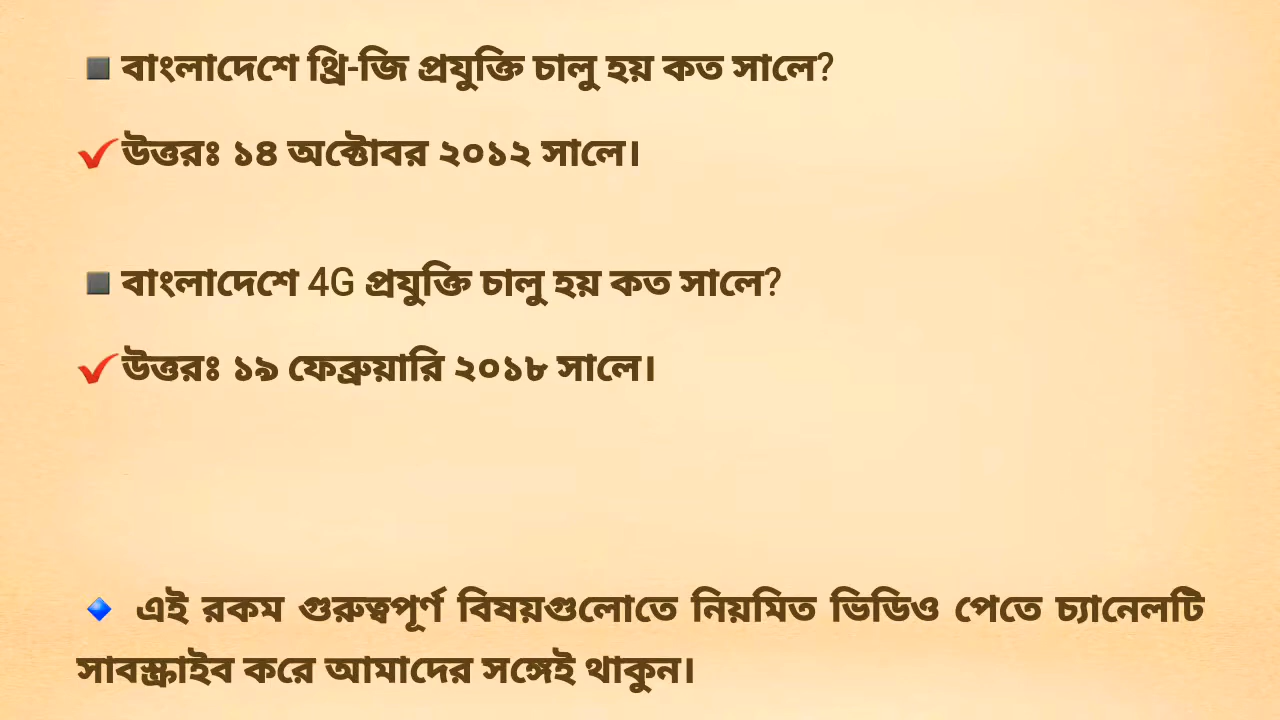 ◾ বাংলাদেশে থ্রি-জি প্রযুক্তি চালু হয় কত সালে?
✔উত্তরঃ ১৪ অক্টোবর ২০১২ সালে।
◾ বাংলাদেশে 4G প্রযুক্তি চালু হয় কত সালে?
✔উত্তরঃ ১৯ ফেব্রুয়ারি ২০১৮ সালে।
🔹 এই রকম গুরুত্বপূর্ণ বিষয়গুলোতে নিয়মিত ভিডিও পেতে চ্যানেলটি
সাবস্ক্রাইব করে আমাদের সঙ্গেই থাকুন।